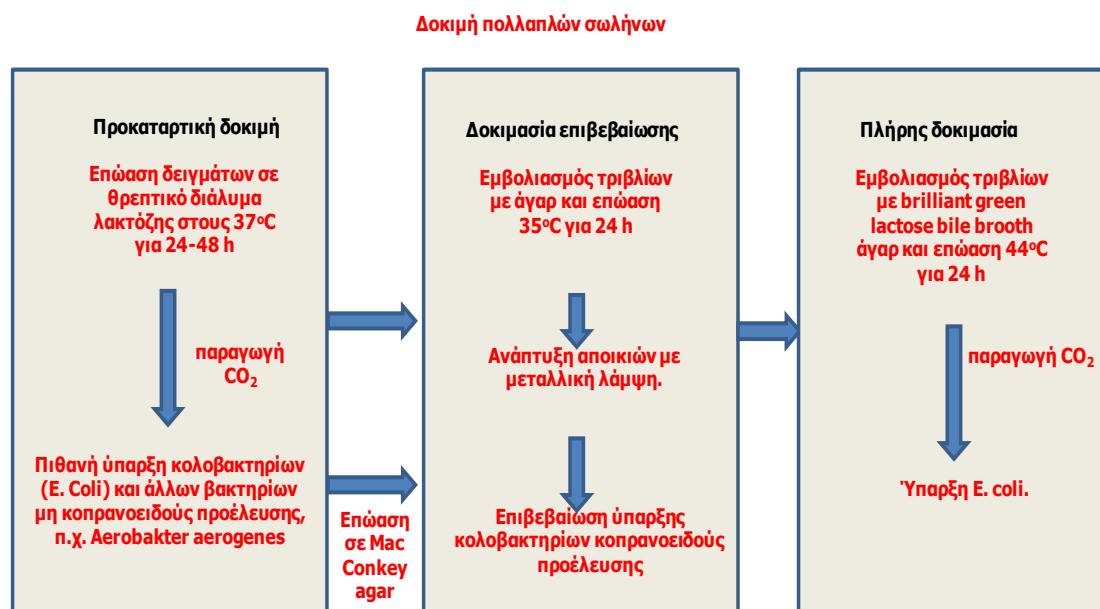 Δοκιμή πολλαπλών σωλήνων
Προκαταρτική δοκιμή
Επώαση δειγμάτων σε
θρεπτικό διάλυμα
λακτόζης στους 37°C
για 24-48 h
παραγωγή
CO₂
Πιθανή ύπαρξη κολοβακτηρίων
(E. Coli) και άλλων βακτηρίων
μη κοπρανοειδούς προέλευσης,
π.χ. Aerobakter aerogenes
Επώαση
σε Mac
Conkey
agar
Δοκιμασία επιβεβαίωσης
Εμβολιασμός τριβλίων
με άγαρ και επώαση
35°C για 24 h
Ανάπτυξη αποικιών με
μεταλλική λάμψη.
Επιβεβαίωση ύπαρξης
κολοβακτηρίων κοπρανοειδούς
προέλευσης
Πλήρης δοκιμασία
Εμβολιασμός τριβλίων
με brilliant green
lactose bile brooth
άγαρ και επώαση 44°C
για 24 h
παραγωγή CO₂
Ύπαρξη E. coli.